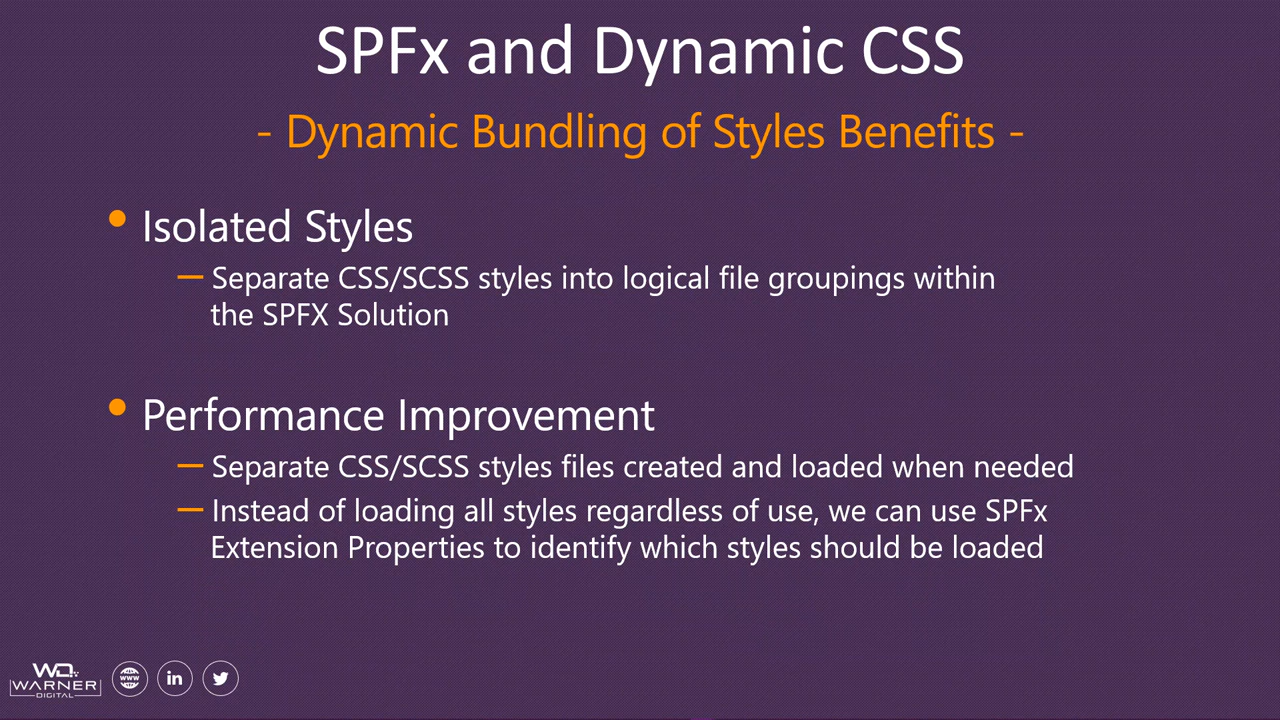 SPFx and Dynamic CSS
- Dynamic Bundling of Styles Benefits -
• Isolated Styles
— Separate CSS/SCSS styles into logical file groupings within
the SPFX Solution
• Performance Improvement
— Separate CSS/SCSS styles files created and loaded when needed
— Instead of loading all styles regardless of use, we can use SPFx
Extension Properties to identify which styles should be loaded
WD
WARNER
DIGITAL
WWW
in